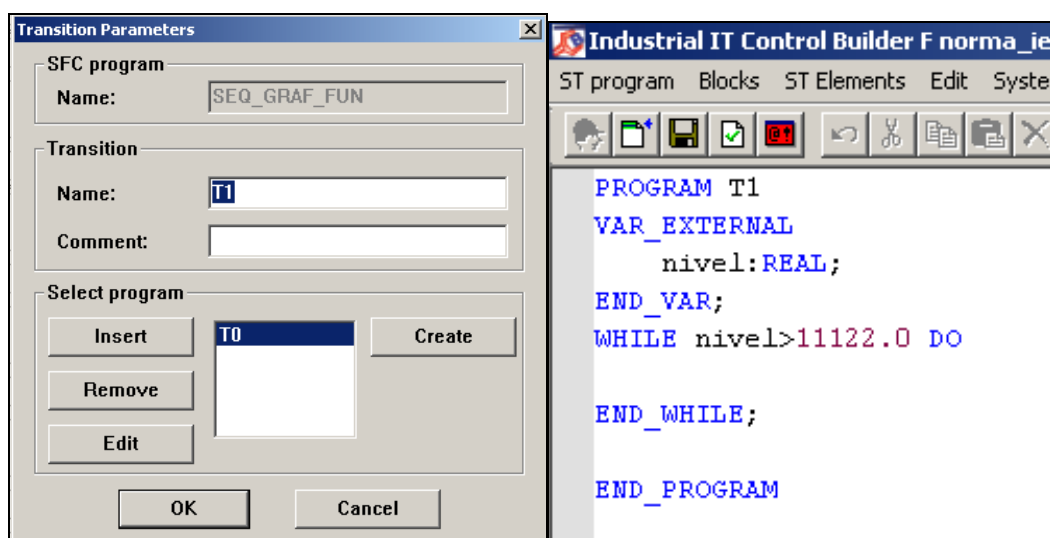 Transition Parameters
SFC program
Name: SEQ_GRAF_FUN
Transition
Name: T1
Comment:
Select program
Insert T0 Create
Remove
Edit
OK Cancel
Industrial IT Control Builder F norma_ie
ST program Blocks ST Elements Edit Syste
PROGRAM T1
VAR_EXTERNAL
nivel:REAL;
END_VAR;
WHILE nivel>11122.0 DO
END_WHILE;
END_PROGRAM